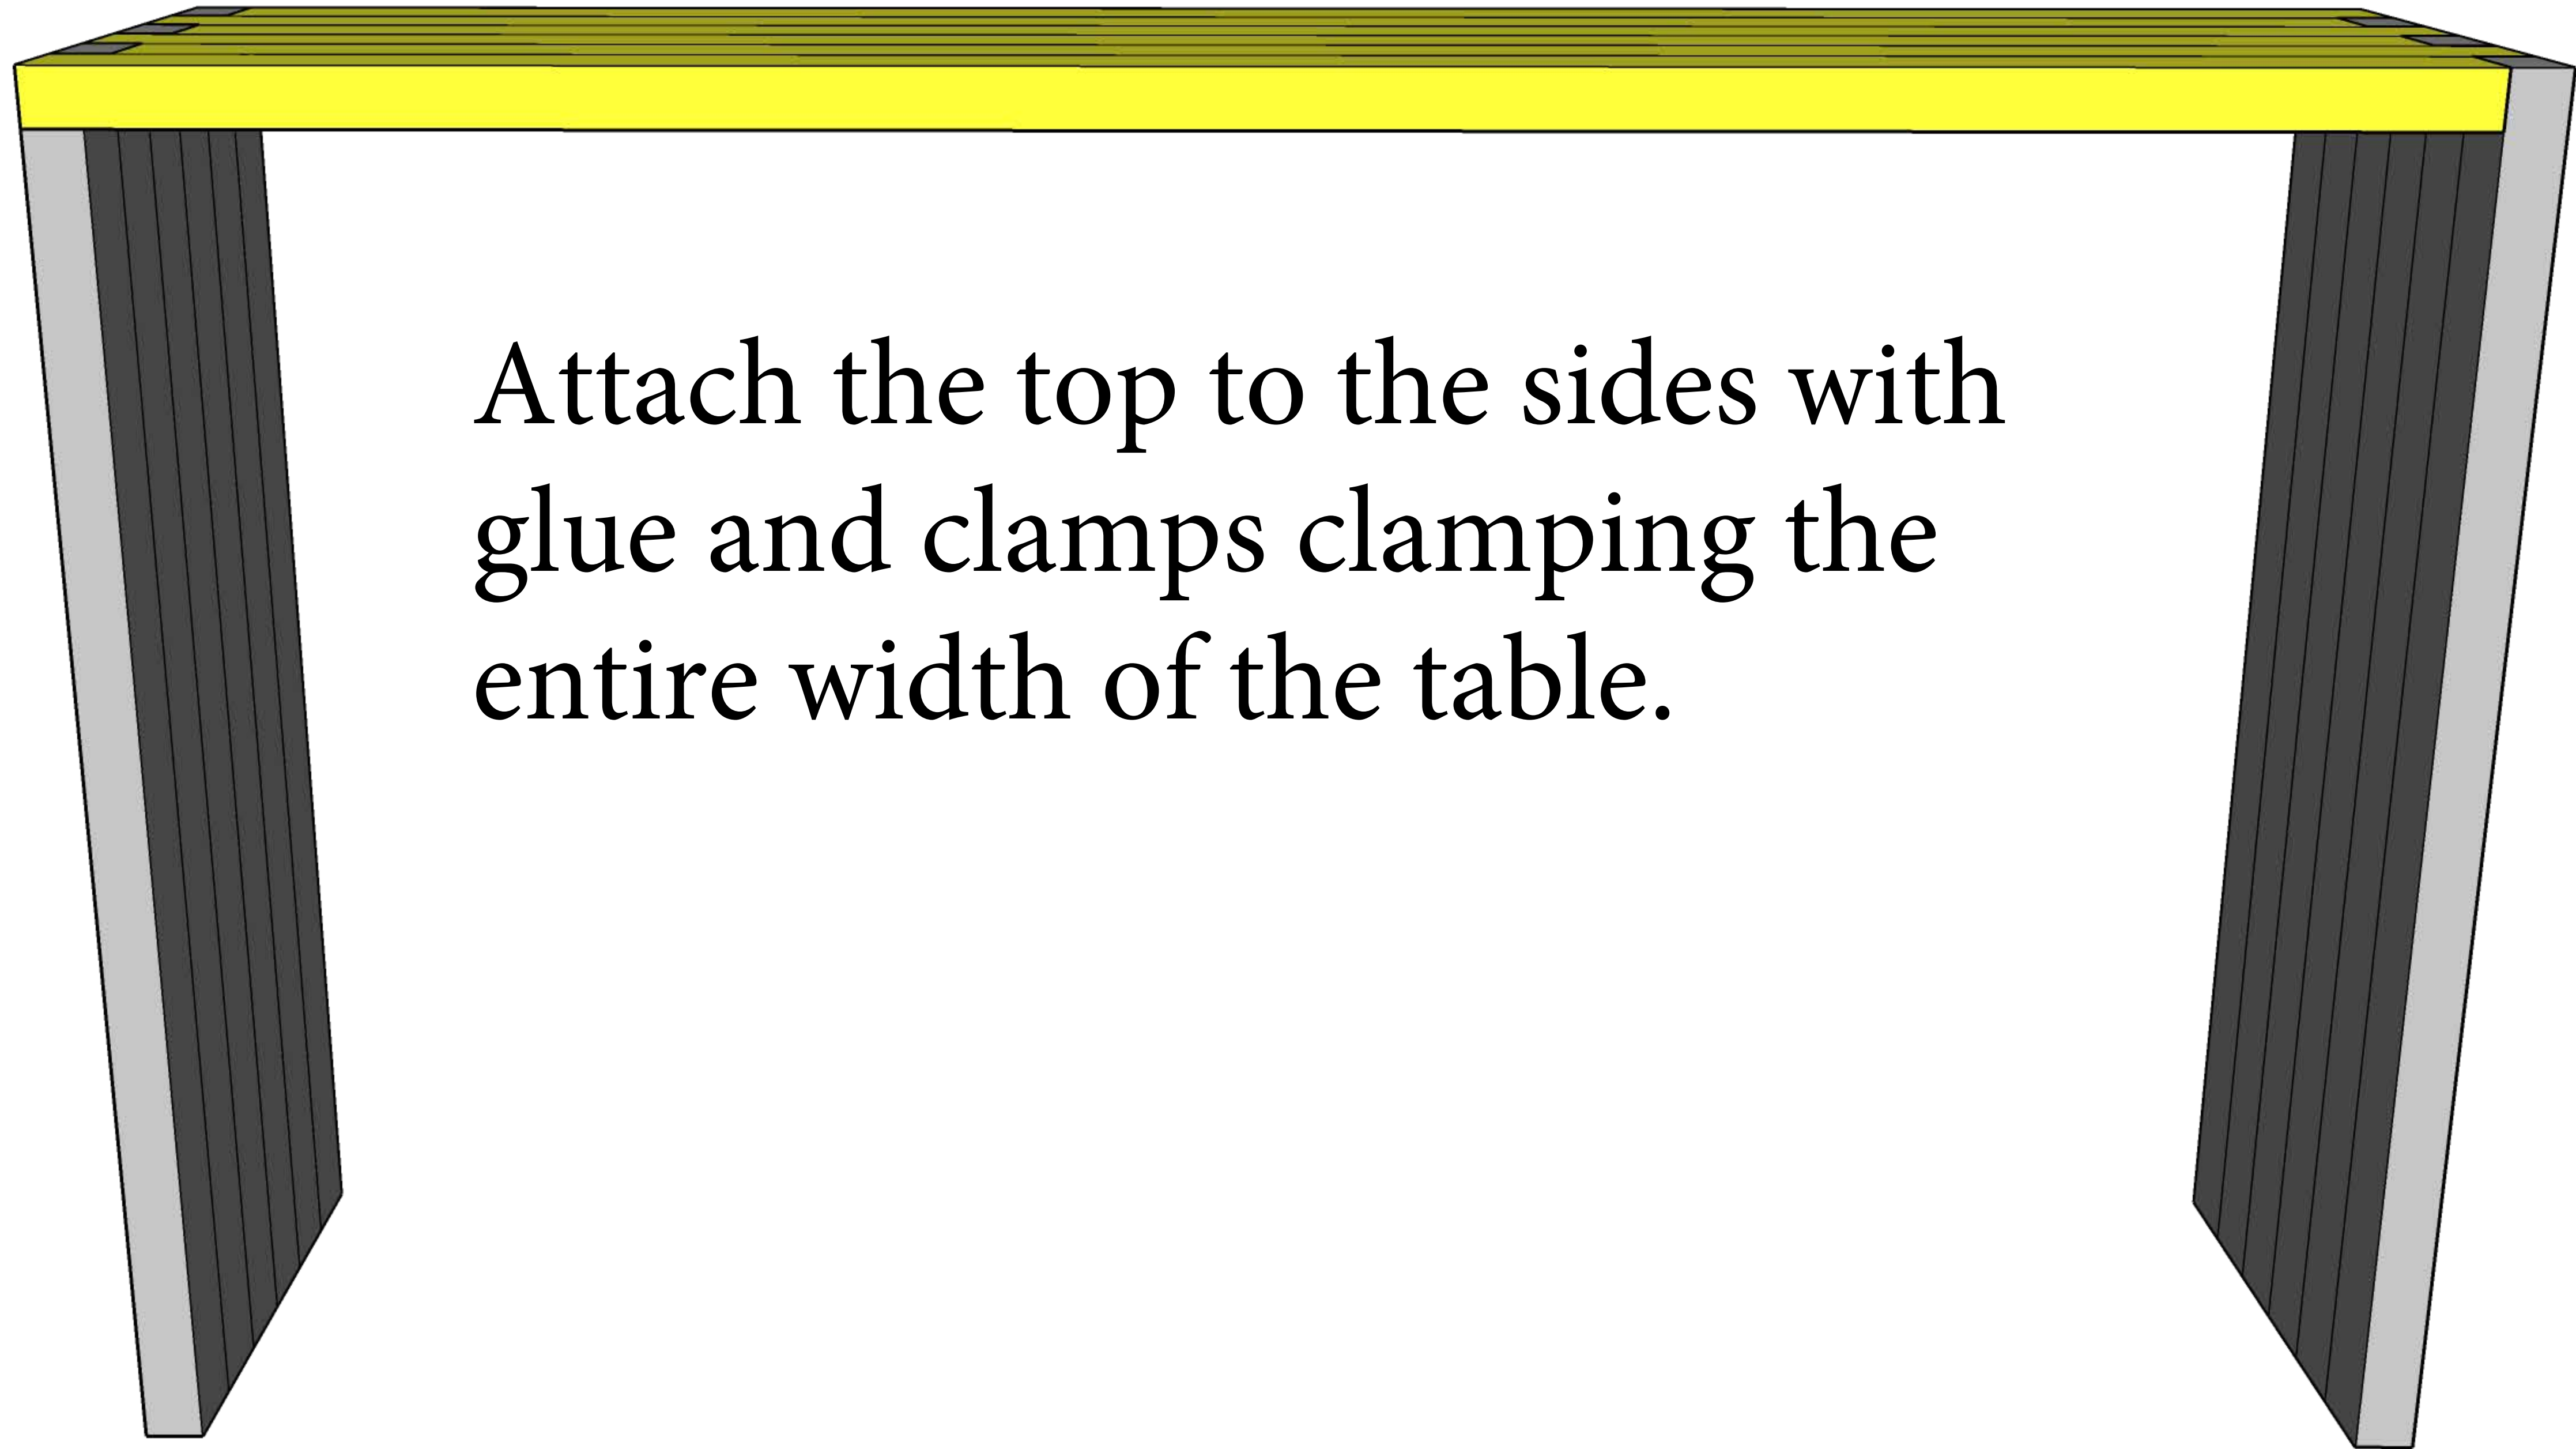 Attach the top to the sides with
glue and clamps clamping the
entire width of the table.